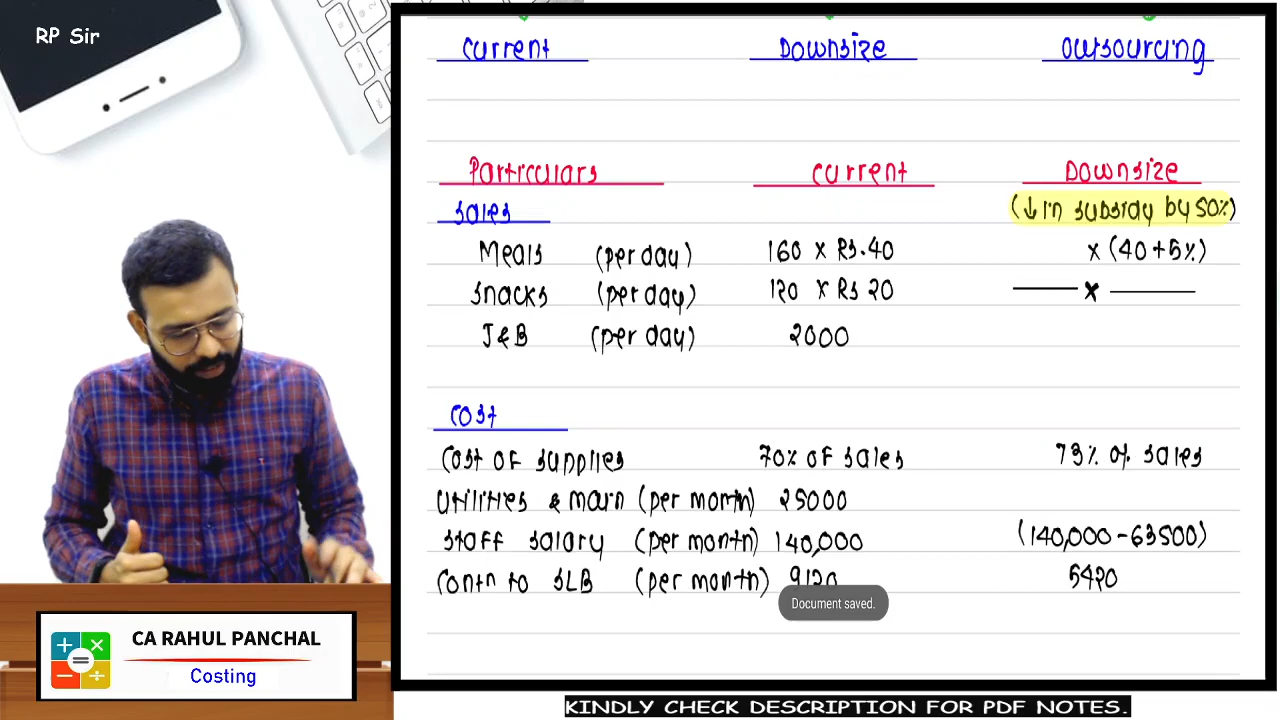 RP Sir
Current Downsize Outsourcing
Particulars Current Downsize
Sales (↓ in subsidy by 50%)
Meals (per day) 160 x Rs.40 x (40+5%)
Snacks (per day) 120 x Rs 20 x
J&B (per day) 2000
Cost
Cost of supplies 70% of sales 73% of sales
Utilities & main (per month) 25000
Staff salary (per month) 140,000 (140,000-63500)
Contn to SLB (per month) 9120 5420
Document saved.
CA RAHUL PANCHAL
Costing
KINDLY CHECK DESCRIPTION FOR PDF NOTES.